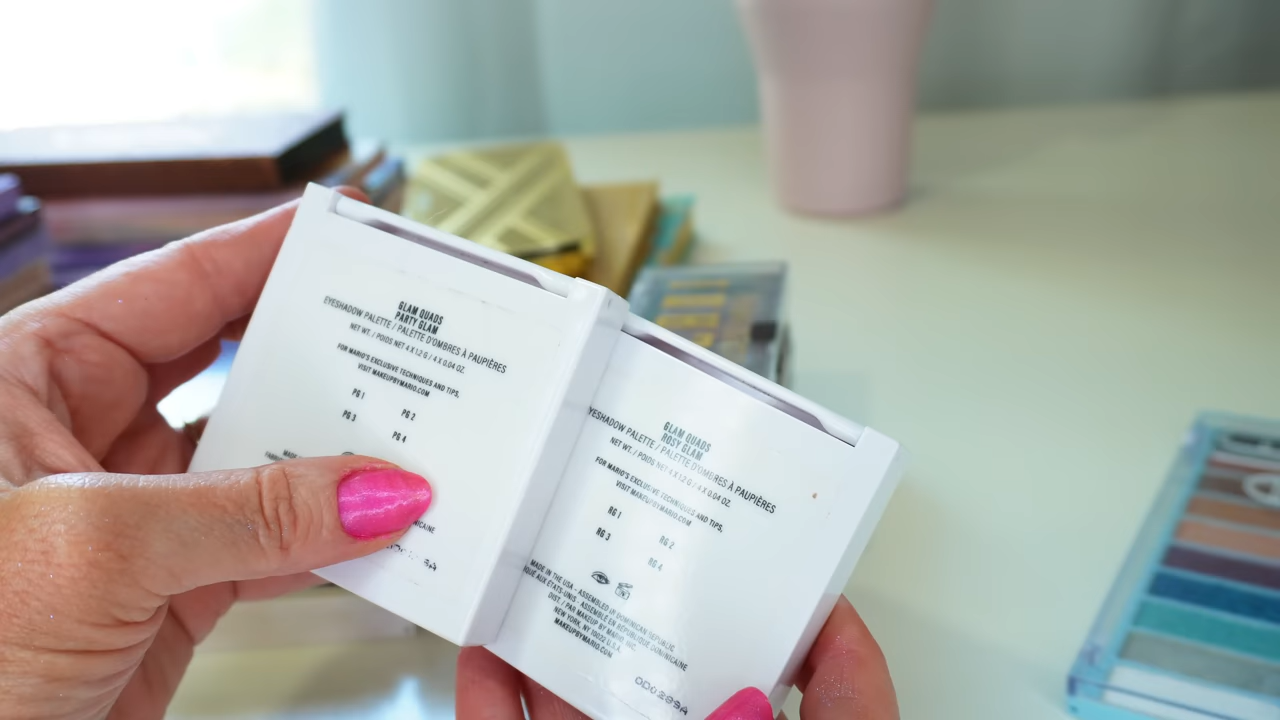 GLAM QUADS
PARTY GLAM
EYESHADOW PALETTE / PALETTE D'OMBRES À PAUPIÈRES
NET WT. / POIDS NET 4 X 1.2 G / 4 X 0.04 OZ.
FOR MARIO'S EXCLUSIVE TECHNIQUES AND TIPS,
VISIT MAKEUPBYMARIO.COM
PG 1
PG 2
PG 3
PG 4
MADE
GLAM QUADS
ROSY GLAM
EYESHADOW PALETTE / PALETTE D'OMBRES À PAUPIÈRES
NET WT. / POIDS NET 4 X 1.2 G / 4 X 0.04 OZ.
FOR MARIO'S EXCLUSIVE TECHNIQUES AND TIPS,
VISIT MAKEUPBYMARIO.COM
RG 1
RG 2
RG 3
RG 4
MADE IN THE USA - ASSEMBLED IN DOMINICAN REPUBLIC
AUX ÉTATS-UNIS - ASSEMBLÉ EN RÉPUBLIQUE DOMINICAINE
DIST. / PAR MAKEUP BY MARIO, INC.
NEW YORK, NY 10022 U.S.A.
MAKEUPBYMARIO.COM